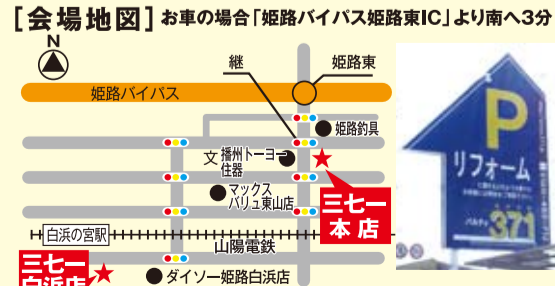 ［会場地図］お車の場合「姫路バイパス姫路東IC」より南へ3分
N
継
姫路東
姫路バイパス
姫路釣具
文
播州トーヨー
住器
マックス
バリュ東山店
三七一
本店
白浜の宮駅
山陽電鉄
三七一
白浜店
ダイソー姫路白浜店
P
リフォーム
371